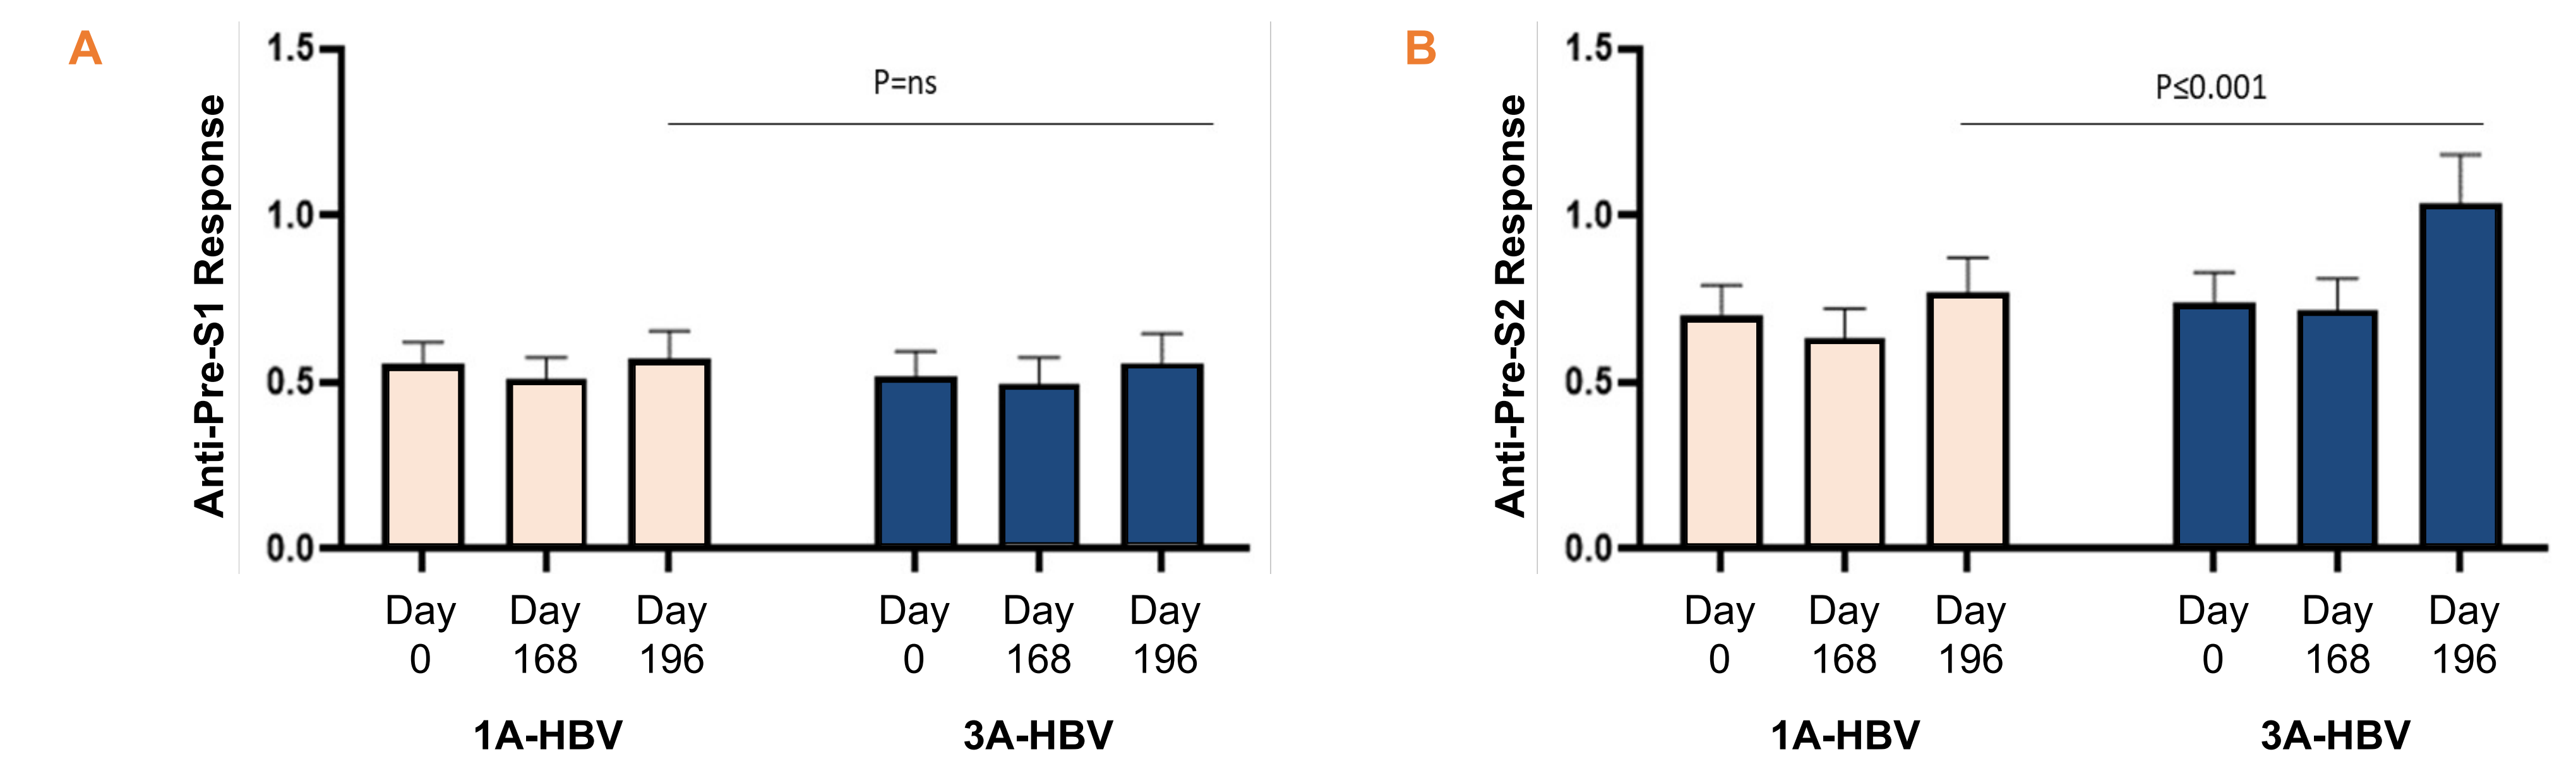 A
Anti-Pre-S1 Response
1.5
1.0
0.5
0.0
P=ns
Day Day Day Day Day Day
0 168 196 0 168 196
1A-HBV 3A-HBV
B
Anti-Pre-S2 Response
1.5
1.0
0.5
0.0
P≤0.001
Day Day Day Day Day Day
0 168 196 0 168 196
1A-HBV 3A-HBV